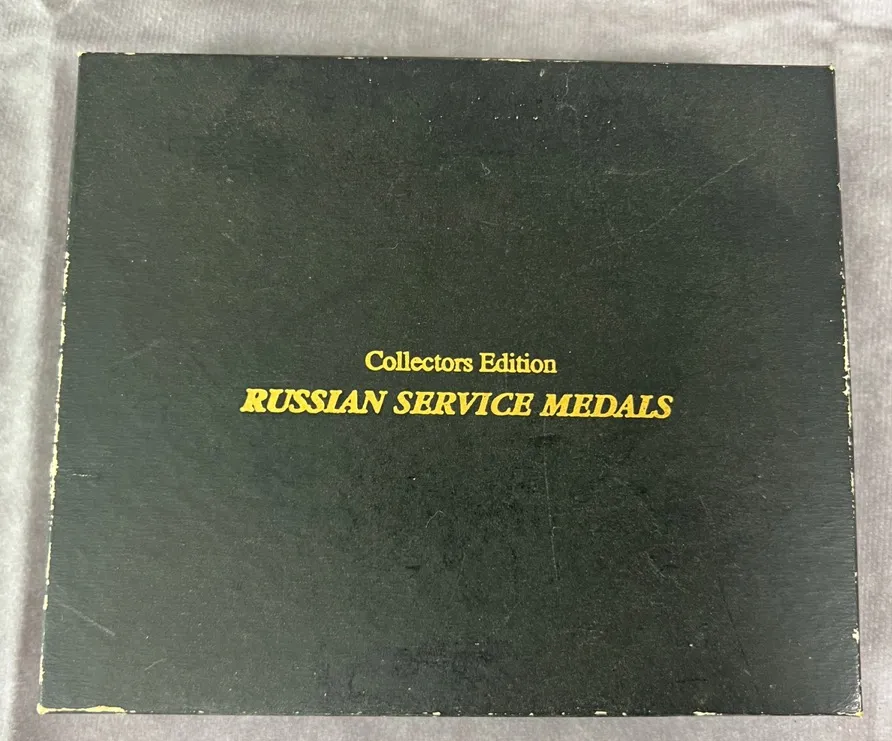 Collectors Edition
RUSSIAN SERVICE MEDALS